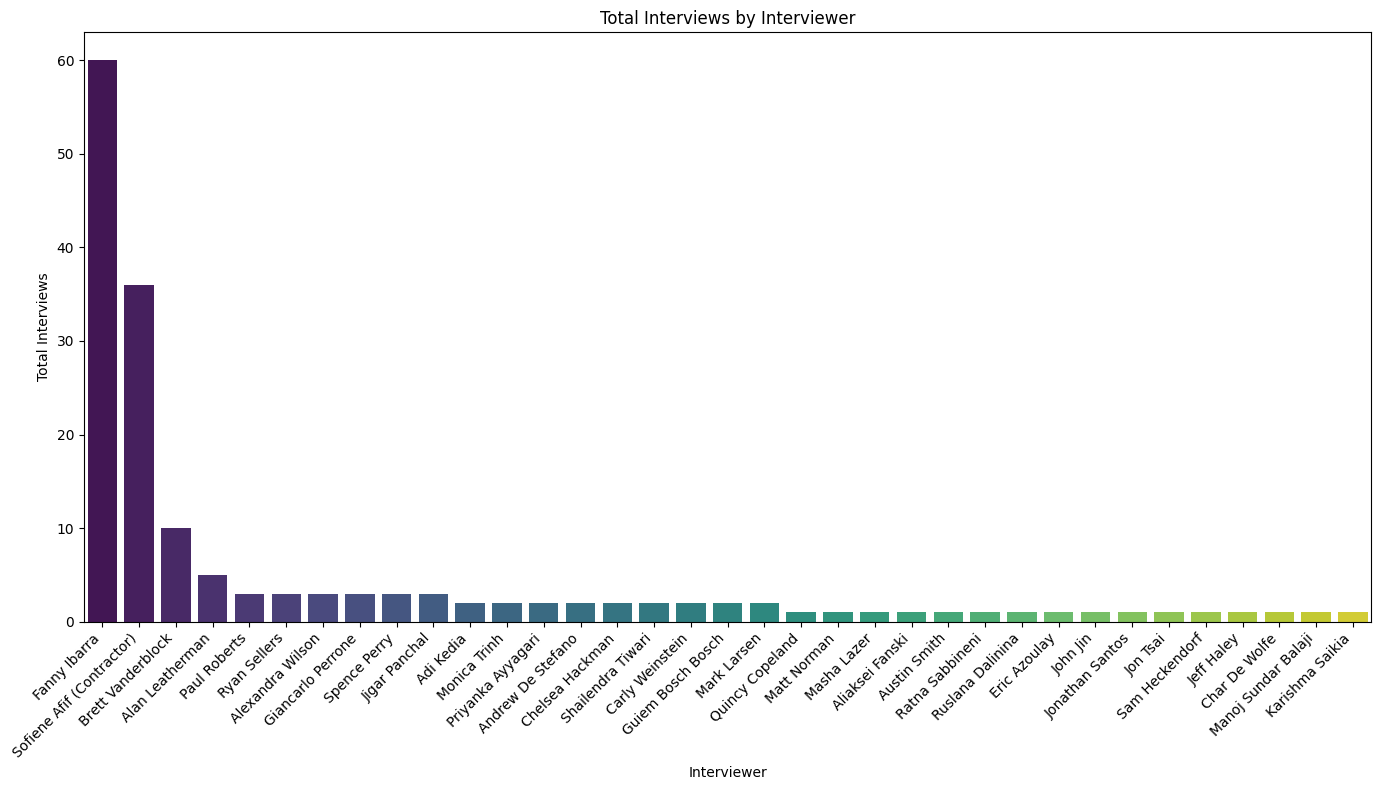 Total Interviews by Interviewer
Total Interviews
60
50
40
30
20
10
0
Fanny Ibarra
Sofiene Afif (Contractor)
Brett Vanderblock
Alan Leatherman
Paul Roberts
Ryan Sellers
Alexandra Wilson
Giancarlo Perrone
Spence Perry
Jigar Panchal
Adi Kedia
Monica Trinh
Priyanka Ayyagari
Andrew De Stefano
Chelsea Hackman
Shailendra Tiwari
Carly Weinstein
Guiem Bosch Bosch
Mark Larsen
Quincy Copeland
Matt Norman
Masha Lazer
Aliaksei Fanski
Austin Smith
Ratna Sabbineni
Ruslana Dalinina
Eric Azoulay
John Jin
Jonathan Santos
Jon Tsai
Sam Heckendorf
Jeff Haley
Char De Wolfe
Manoj Sundar Balaji
Karishma Saikia
Interviewer